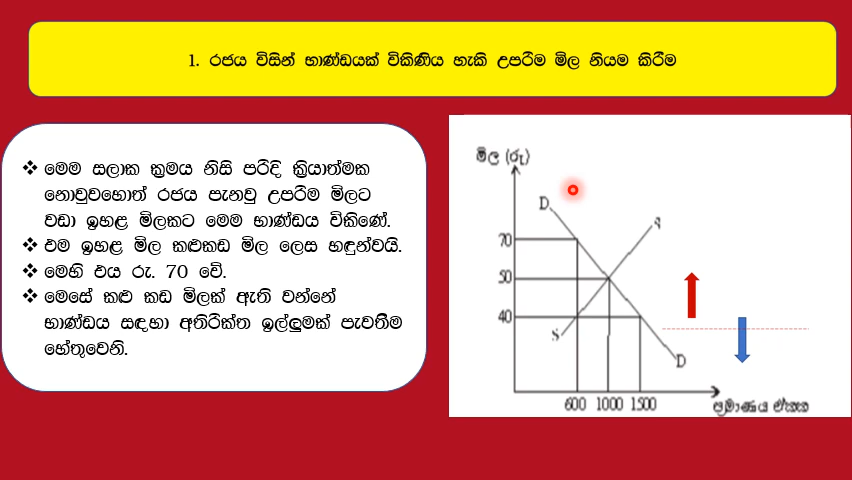 1. රජය විසින් භාණ්ඩයක් විකිණිය හැකි උපරිම මිල නියම කිරීම
❖ මෙම සලාක ක්‍රමය නිසි පරිදි ක්‍රියාත්මක
නොවුවහොත් රජය පැනවු උපරිම මිලට
වඩා ඉහළ මිලකට මෙම භාණ්ඩය විකිණේ.
❖ එම ඉහළ මිල කළුකඩ මිල ලෙස හඳුන්වයි.
❖ මෙහි එය රු. 70 වේ.
❖ මෙසේ කළු කඩ මිලක් ඇති වන්නේ
භාණ්ඩය සඳහා අතිරික්ත ඉල්ලුමක් පැවතීම
හේතුවෙනි.
මිල (රු)
D
S
70
50
40
S
D
600 1000 1500
ප්‍රමාණය ඒකක